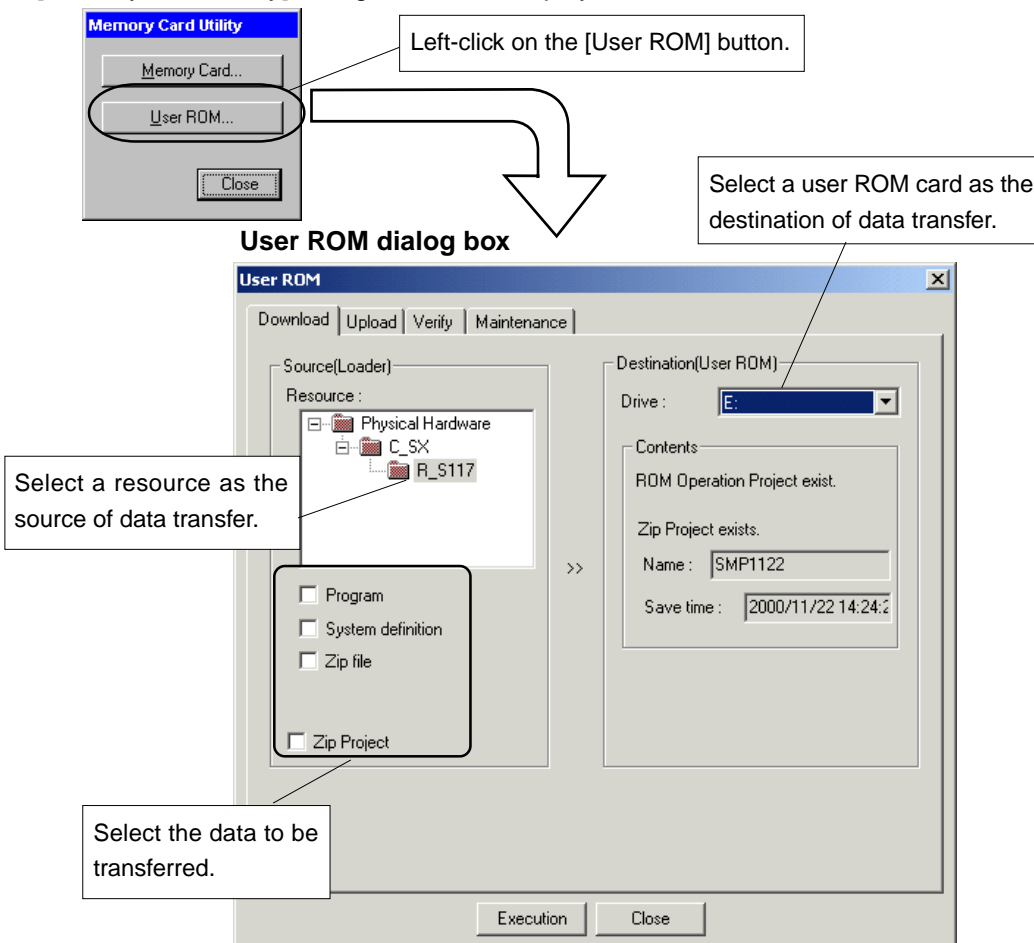 Memory Card Utility
Left-click on the [User ROM] button.
Memory Card...
User ROM...
Close
Select a user ROM card as the
destination of data transfer.
User ROM dialog box
User ROM
Download Upload Verify Maintenance
Source(Loader)
Resource :
Physical Hardware
C_SX
R_S117
Select a resource as the
source of data transfer.
Program
System definition
Zip file
Zip Project
>>
Destination(User ROM)
Drive : E:
Contents
ROM Operation Project exist.
Zip Project exists.
Name : SMP1122
Save time : 2000/11/22 14:24:2
Select the data to be
transferred.
Execution Close